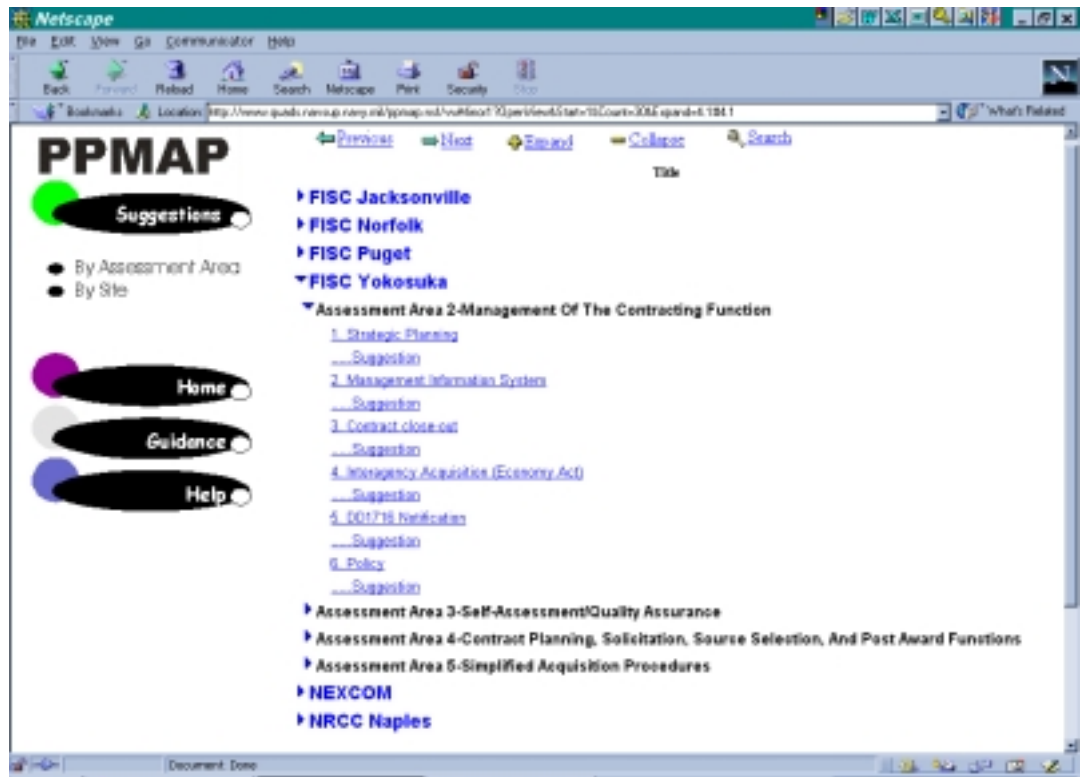 Netscape
File Edit View Go Communicator Help
Back Forward Reload Home Search Netscape Print Security Stop
Bookmarks Location: What's Related
PPMAP
Suggestions
By Assessment Area
By Site
Home
Guidance
Help
Previous Next Expand Collapse Search
Title
FISC Jacksonville
FISC Norfolk
FISC Puget
FISC Yokosuka
Assessment Area 2-Management Of The Contracting Function
1. Strategic Planning
.....Suggestion
2. Management Information System
.....Suggestion
3. Contract close-out
.....Suggestion
4. Interagency Acquisition (Economy Act)
.....Suggestion
5. DD1716 Notification
.....Suggestion
6. Policy
.....Suggestion
Assessment Area 3-Self-Assessment/Quality Assurance
Assessment Area 4-Contract Planning, Solicitation, Source Selection, And Post Award Functions
Assessment Area 5-Simplified Acquisition Procedures
NEXCOM
NRCC Naples
Document: Done